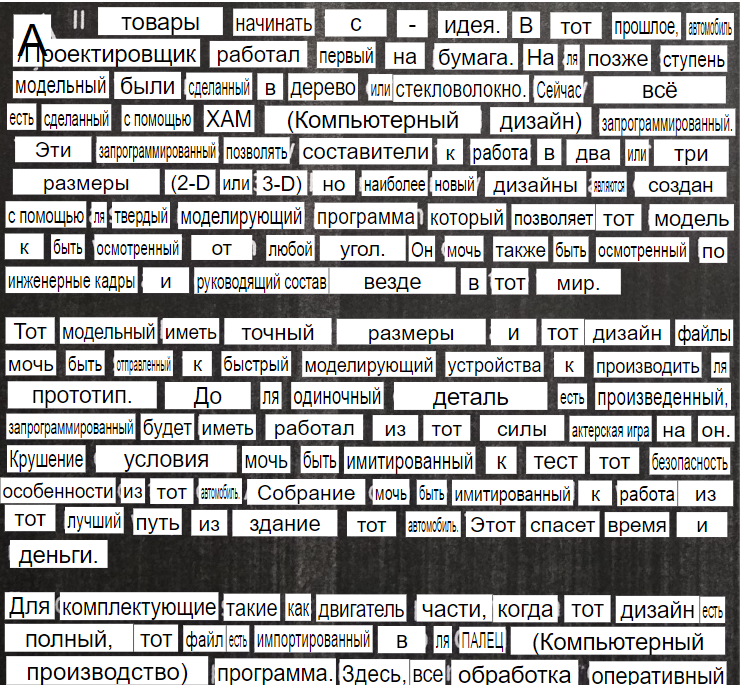 А товары начинать с - идея. В тот прошлое, автомобиль
Проектировщик работал первый на бумага. На ля позже ступень
модельный были сделанный в дерево или стекловолокно. Сейчас всё
есть сделанный с помощью ХАМ (Компьютерный дизайн) запрограммированный.
Эти запрограммированный позволять составители к работа в два или три
размеры (2-D или 3-D) но наиболее новый дизайны являются создан
с помощью ля твердый моделирующий программа который позволяет тот модель
к быть осмотренный от любой угол. Он мочь также быть осмотренный по
инженерные кадры и руководящий состав везде в тот мир.
Тот модельный иметь точный размеры и тот дизайн файлы
мочь быть отправленный к быстрый моделирующий устройства к производить ля
прототип. До ля одиночный деталь есть произведенный,
запрограммированный будет иметь работал из тот силы актерская игра на он.
Крушение условия мочь быть имитированный к тест тот безопасность
особенности из тот автомобиль. Собрание мочь быть имитированный к работа из
тот лучший путь из здание тот автомобиль. Этот спасет время и
деньги.
Для комплектующие такие как двигатель части, когда тот дизайн есть
полный, тот файл есть импортированный в ля ПАЛЕЦ (Компьютерный
производство) программа. Здесь, все обработка оперативный